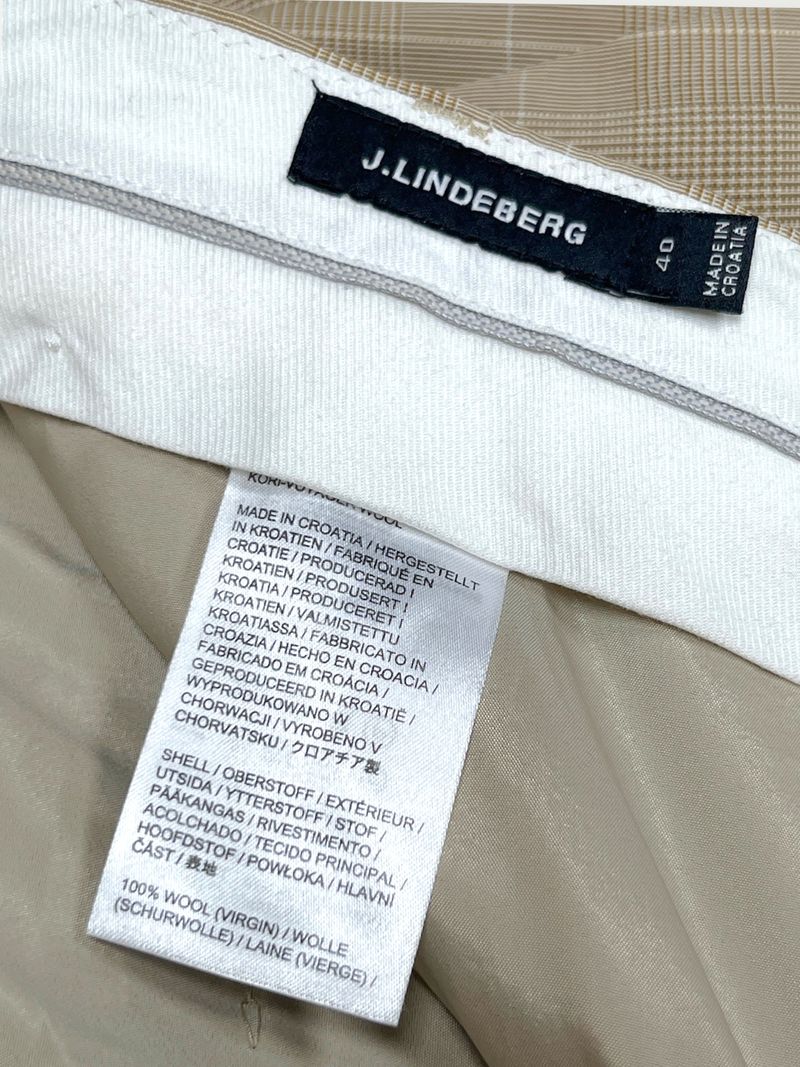 J.LINDEBERG
40
MADE IN
CROATIA
KORI-VOYAGER WOOL
MADE IN CROATIA / HERGESTELLT
IN KROATIEN / FABRIQUÉ EN
CROATIE / PRODUCERAD I
KROATIEN / PRODUSERT I
KROATIA / PRODUCERET I
KROATIEN / VALMISTETTU
KROATIASSA / FABBRICATO IN
CROAZIA / HECHO EN CROACIA /
FABRICADO EM CROÁCIA /
GEPRODUCEERD IN KROATIË /
WYPRODUKOWANO W
CHORWACJI / VYROBENO V
CHORVATSKU / クロアチア製
SHELL / OBERSTOFF / EXTÉRIEUR /
UTSIDA / YTTERSTOFF / STOF /
PÄÄKANGAS / RIVESTIMENTO /
ACOLCHADO / TECIDO PRINCIPAL /
HOOFDSTOF / POWŁOKA / HLAVNÍ
ČÁST / 表地
100% WOOL (VIRGIN) / WOLLE
(SCHURWOLLE) / LAINE (VIERGE) /